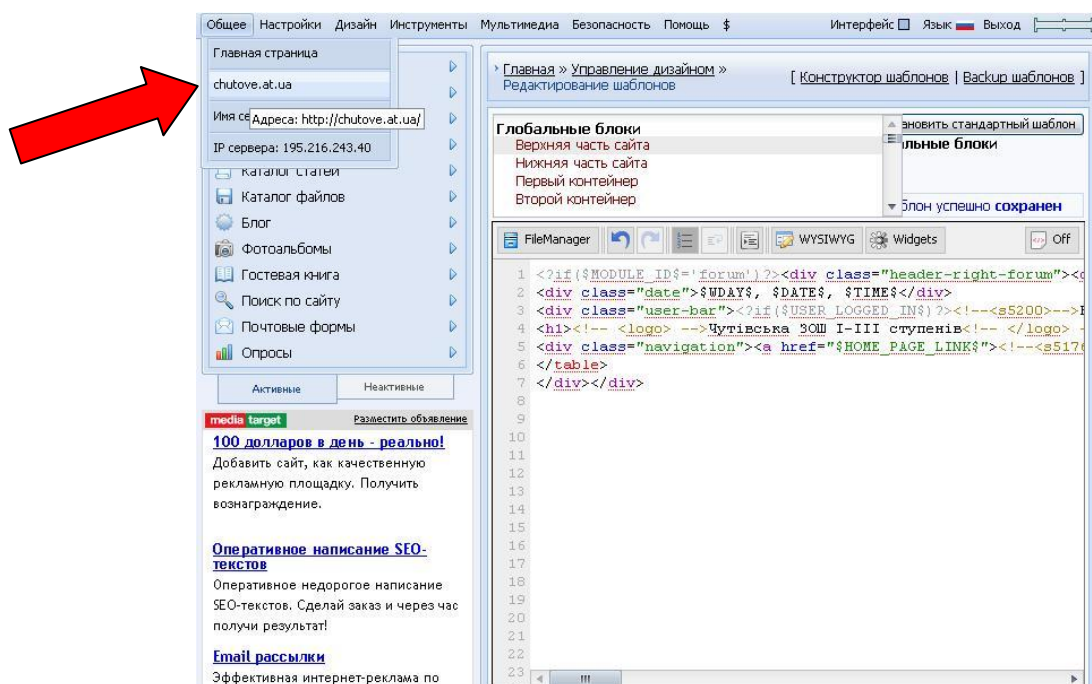 Общее Настройки Дизайн Инструменты Мультимедиа Безопасность Помощь $ Интерфейс Язык Выход
Главная страница
chutove.at.ua
Имя се
Адреса: http://chutove.at.ua/
IP сервера: 195.216.243.40
Каталог статей
Каталог файлов
Блог
Фотоальбомы
Гостевая книга
Поиск по сайту
Почтовые формы
Опросы
Активные Неактивные
media target Разместить объявление
100 долларов в день - реально!
Добавить сайт, как качественную
рекламную площадку. Получить
вознаграждение.
Оперативное написание SEO-
текстов
Оперативное недорогое написание
SEO-текстов. Сделай заказ и через час
получи результат!
Email рассылки
Эффективная интернет-реклама по
Главная » Управление дизайном »
Редактирование шаблонов
[ Конструктор шаблонов | Backup шаблонов ]
Глобальные блоки
Верхняя часть сайта
Нижняя часть сайта
Первый контейнер
Второй контейнер
ановить стандартный шаблон
льные блоки
блон успешно сохранен
FileManager WYSIWYG Widgets Off
1 <?if($MODULE_ID$='forum')?><div class="header-right-forum"><d
2 <div class="date">$WDAY$, $DATE$, $TIME$</div>
3 <div class="user-bar"><?if($USER_LOGGED_IN$)?><!--<s5200>-->
4 <h1><!-- <logo> -->Чутівська ЗОШ І-ІІІ ступенів<!-- </logo>
5 <div class="navigation"><a href="$HOME_PAGE_LINK$"><!--<s5176
6 </table>
7 </div></div>
8
9
10
11
12
13
14
15
16
17
18
19
20
21
22
23